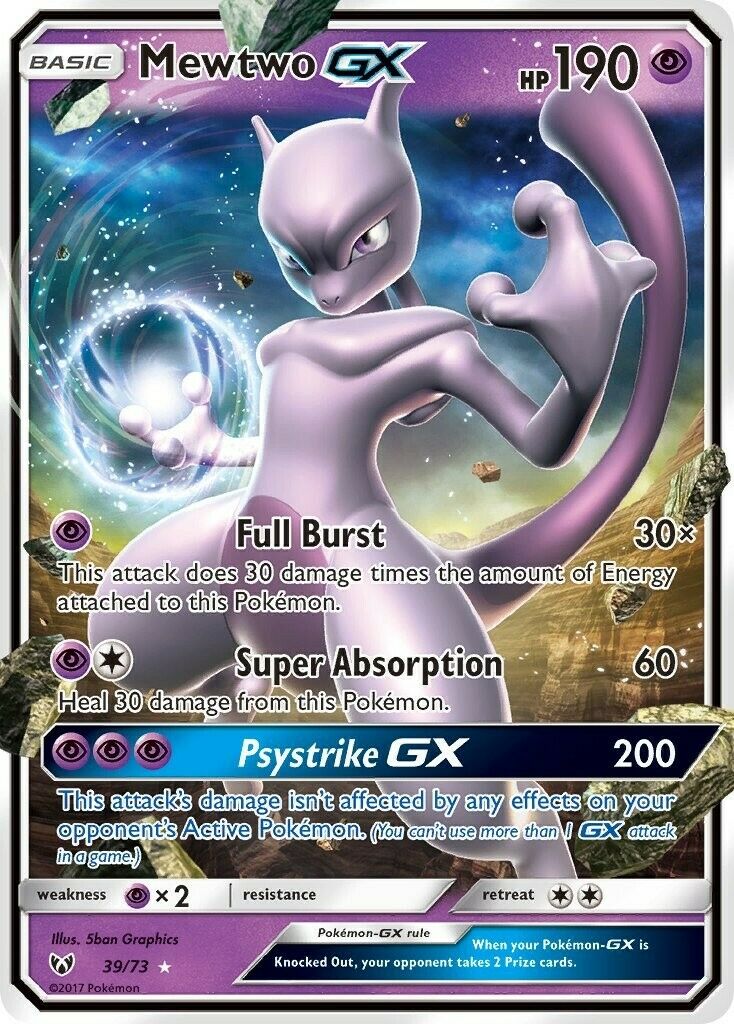 BASIC Mewtwo GX HP 190
Full Burst 30×
This attack does 30 damage times the amount of Energy
attached to this Pokémon.
Super Absorption 60
Heal 30 damage from this Pokémon.
Psystrike GX 200
This attack's damage isn't affected by any effects on your
opponent's Active Pokémon. (You can't use more than 1 GX attack
in a game.)
weakness ×2 resistance retreat
Illus. 5ban Graphics
39/73
©2017 Pokémon
Pokémon-GX rule
When your Pokémon-GX is
Knocked Out, your opponent takes 2 Prize cards.